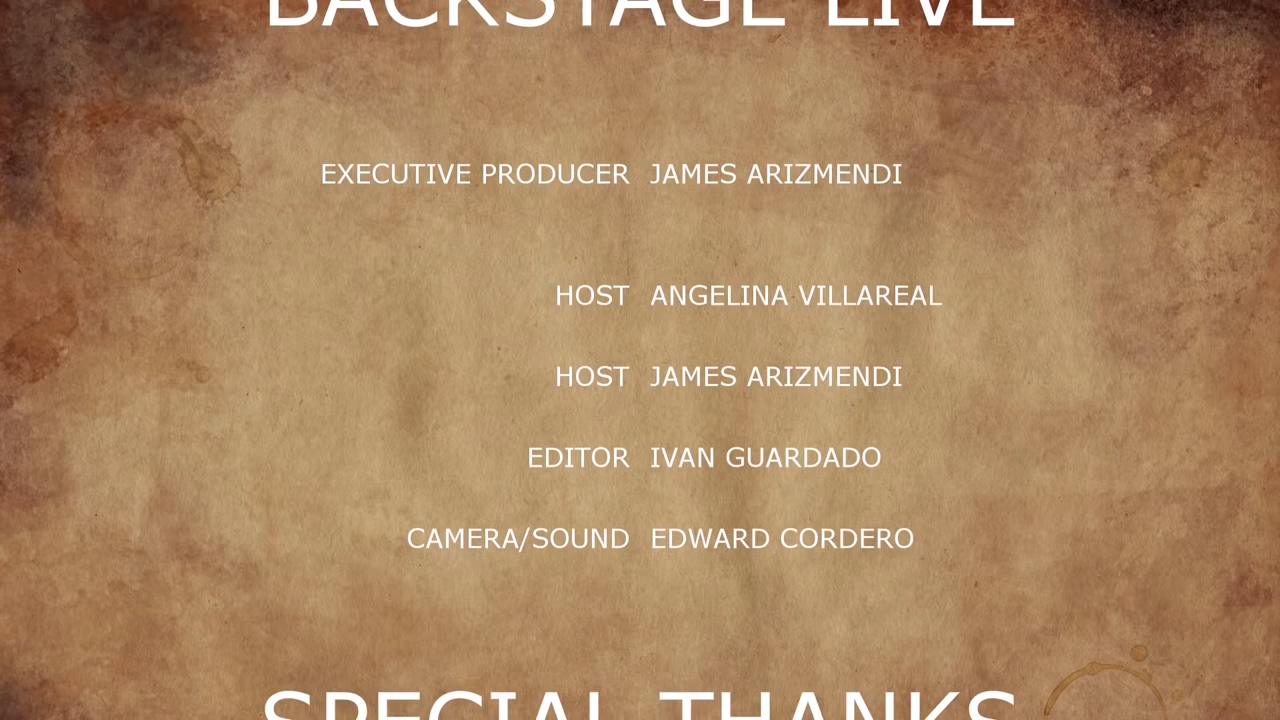 BACKSTAGE LIVE
EXECUTIVE PRODUCER JAMES ARIZMENDI
HOST ANGELINA VILLAREAL
HOST JAMES ARIZMENDI
EDITOR IVAN GUARDADO
CAMERA/SOUND EDWARD CORDERO
SPECIAL THANKS